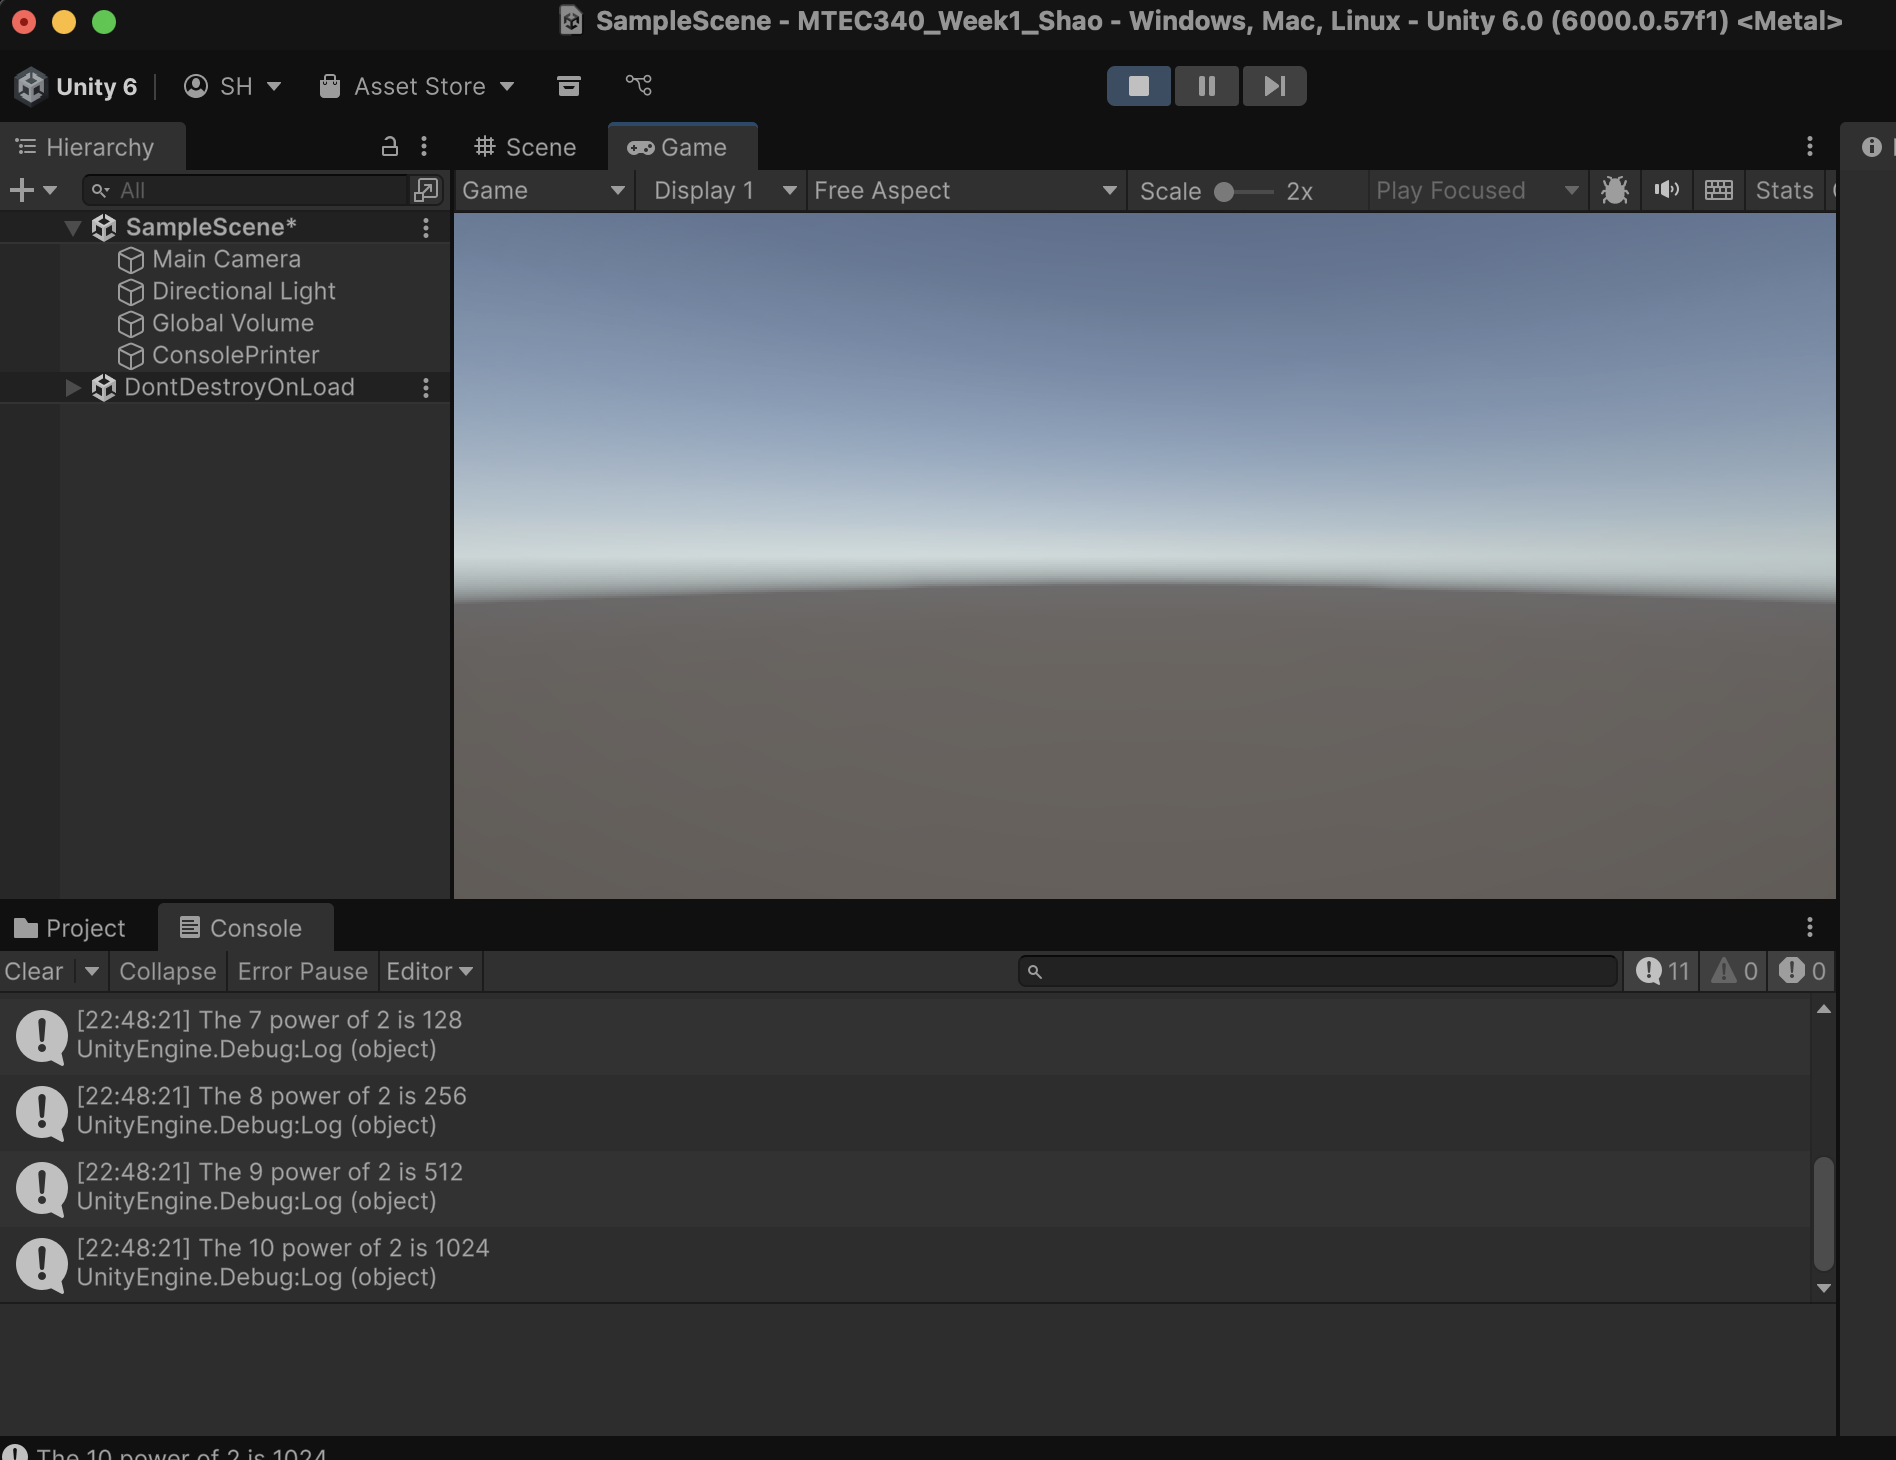 SampleScene - MTEC340_Week1_Shao - Windows, Mac, Linux - Unity 6.0 (6000.0.57f1) <Metal>
Unity 6 SH Asset Store
Hierarchy Scene Game
All Game Display 1 Free Aspect Scale 2x Play Focused Stats
SampleScene*
Main Camera
Directional Light
Global Volume
ConsolePrinter
DontDestroyOnLoad
Project Console
Clear Collapse Error Pause Editor 11 0 0
[22:48:21] The 7 power of 2 is 128
UnityEngine.Debug:Log (object)
[22:48:21] The 8 power of 2 is 256
UnityEngine.Debug:Log (object)
[22:48:21] The 9 power of 2 is 512
UnityEngine.Debug:Log (object)
[22:48:21] The 10 power of 2 is 1024
UnityEngine.Debug:Log (object)
The 10 power of 2 is 1024